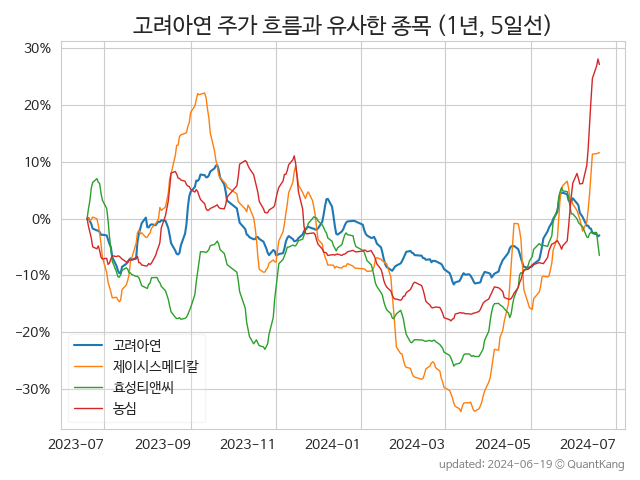 고려아연 주가 흐름과 유사한 종목 (1년, 5일선)
30%
20%
10%
0%
−10%
−20%
−30%
고려아연
제이시스메디칼
효성티앤씨
농심
2023-07 2023-09 2023-11 2024-01 2024-03 2024-05 2024-07
updated: 2024-06-19 © QuantKang